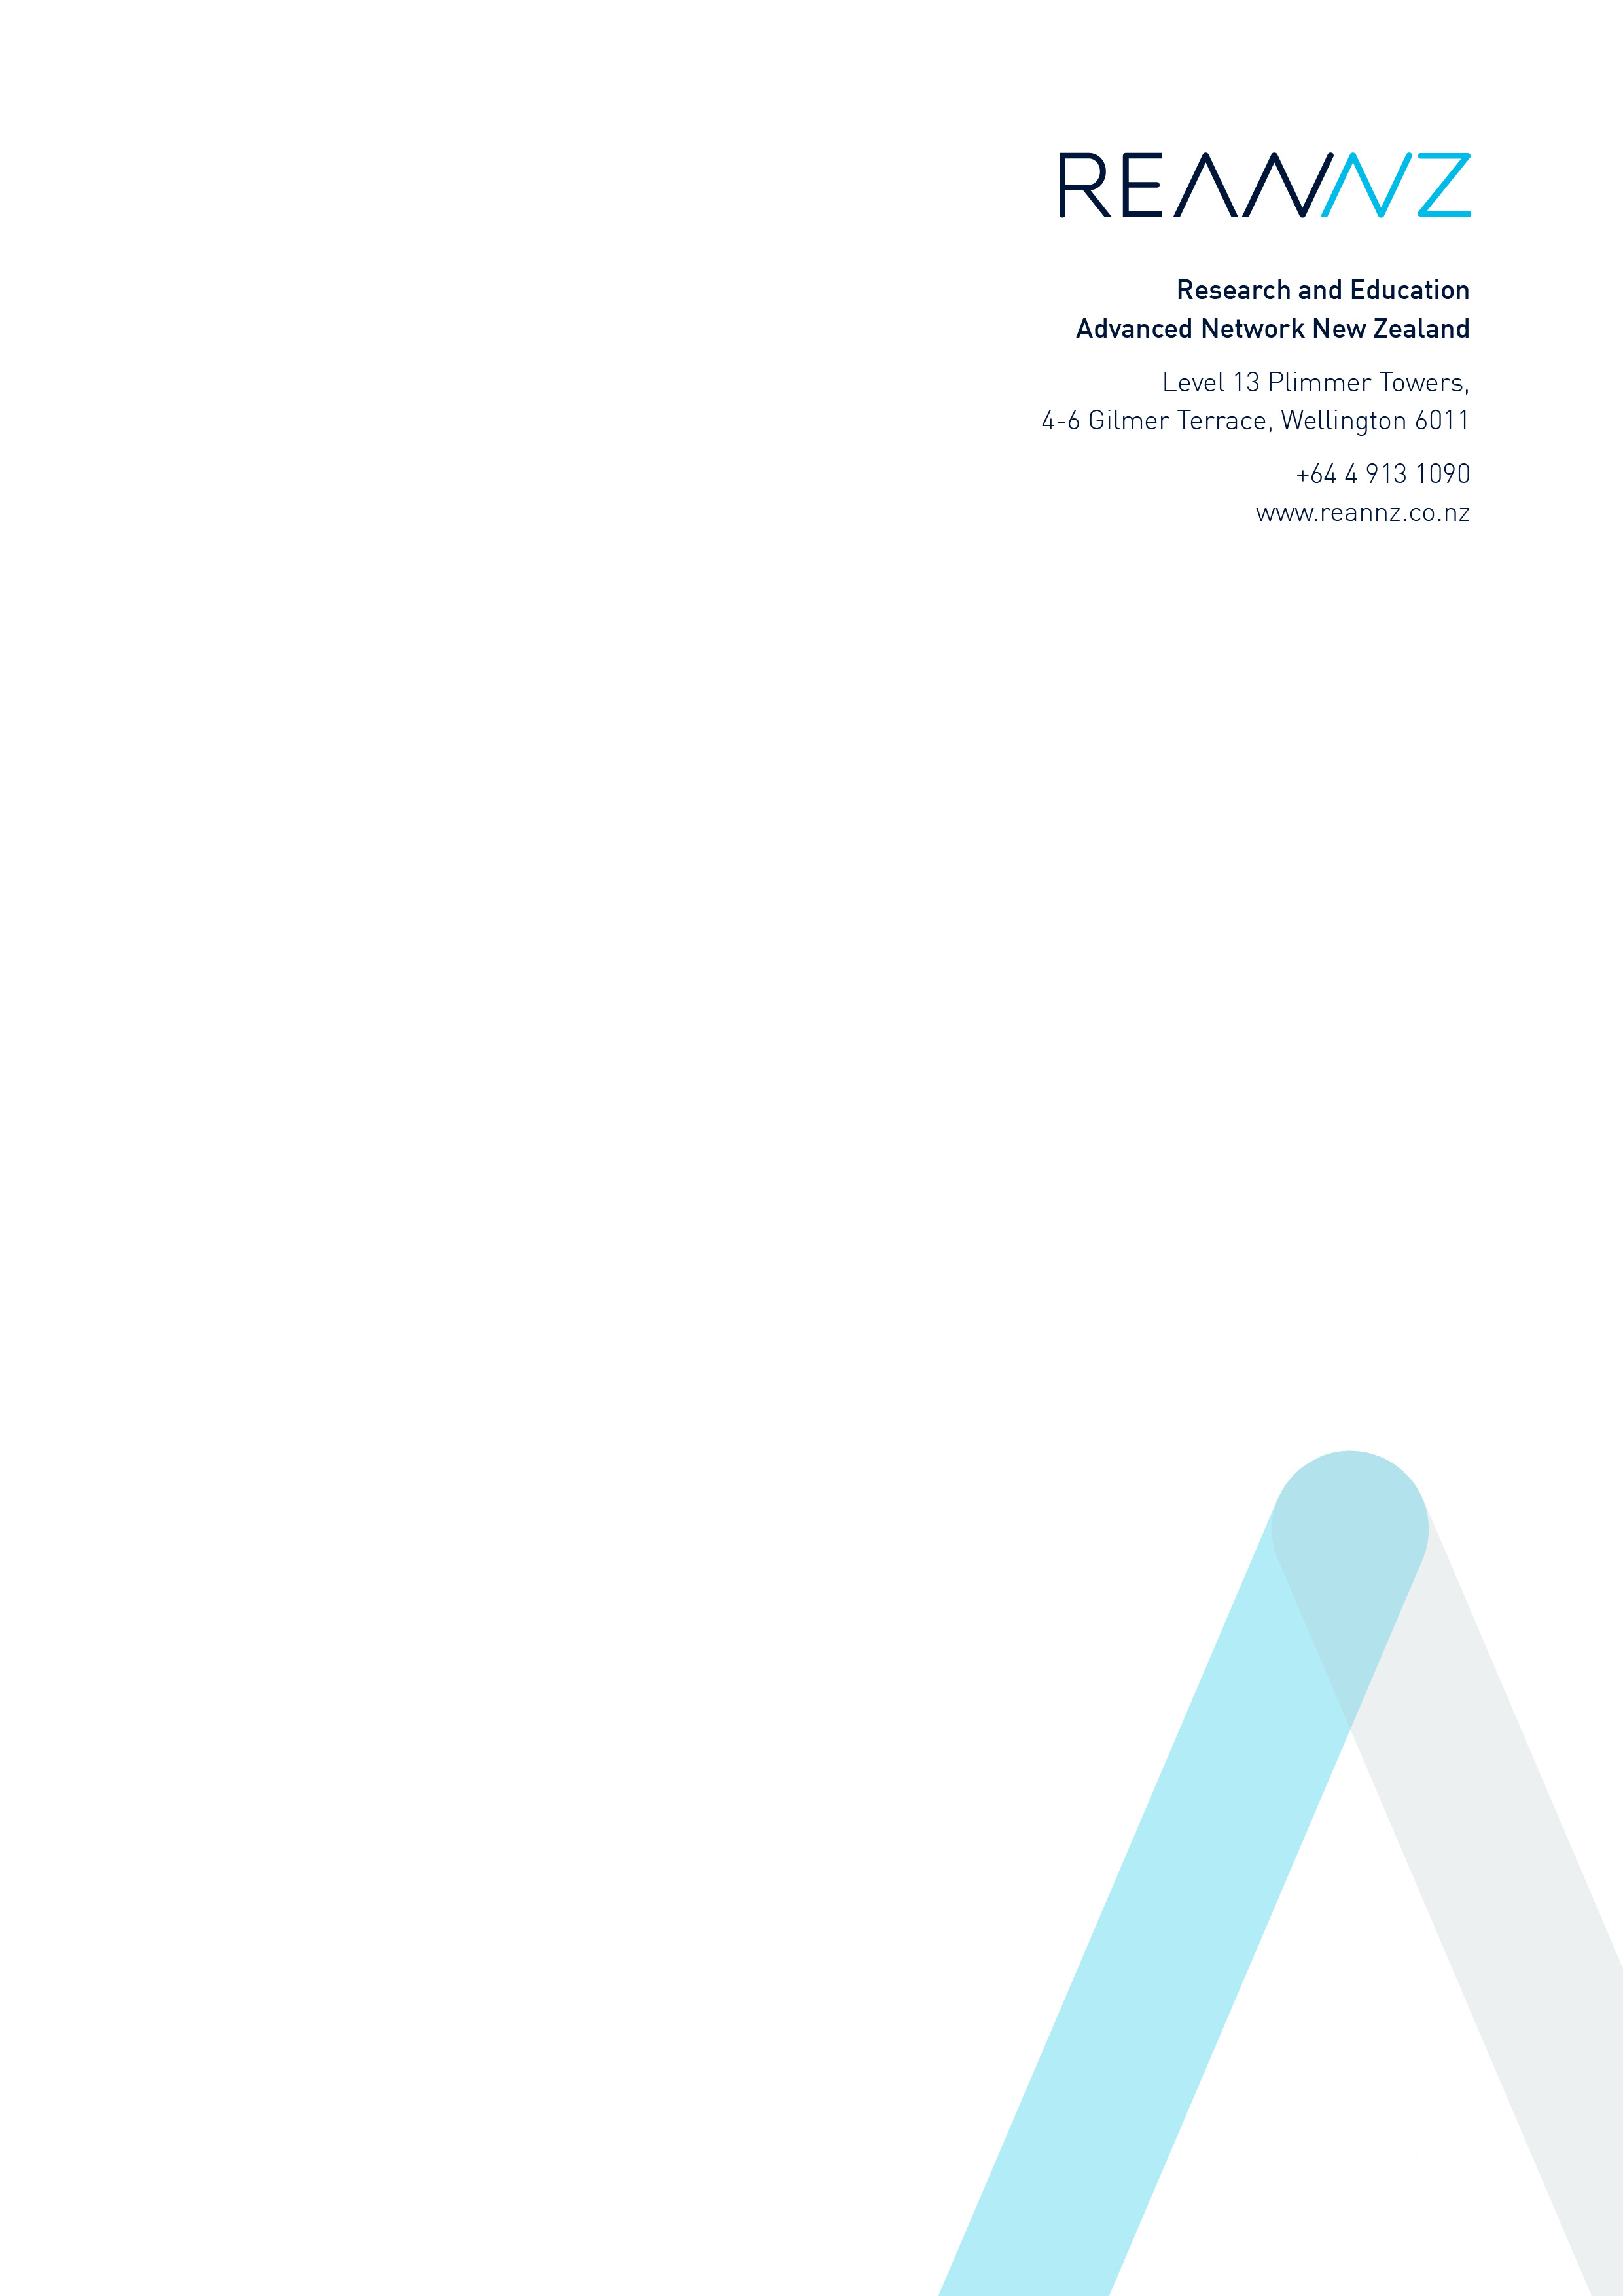 REANNZ
Research and Education
Advanced Network New Zealand
Level 13 Plimmer Towers,
4-6 Gilmer Terrace, Wellington 6011
+64 4 913 1090
www.reannz.co.nz